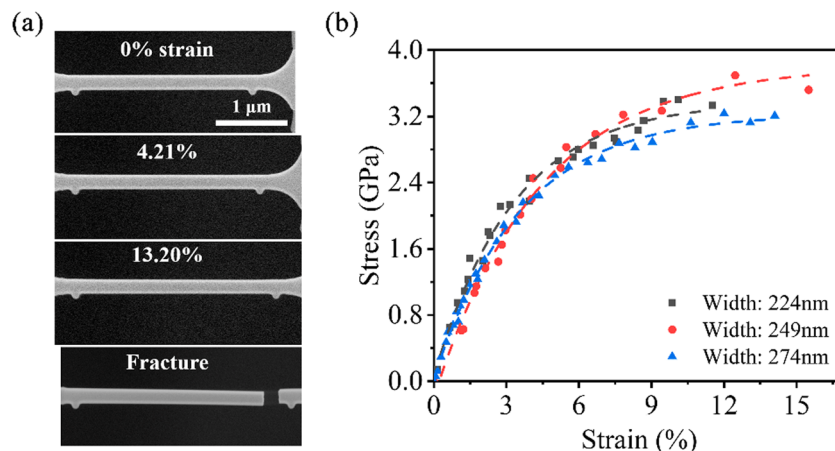 (a)
0% strain
1 µm
4.21%
13.20%
Fracture
(b)
4.0
3.2
2.4
1.6
0.8
0.0
Stress (GPa)
0 3 6 9 12 15
Strain (%)
Width: 224nm
Width: 249nm
Width: 274nm